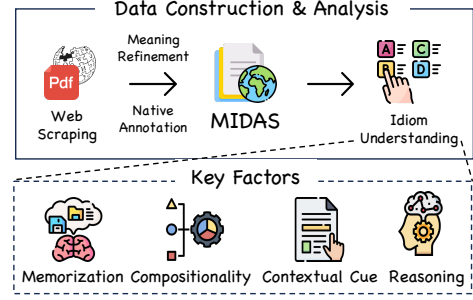 Data Construction & Analysis
Meaning
Refinement
Pdf
Native
Annotation
Web
Scraping
MIDAS
A
C
B
D
Idiom
Understanding
Key Factors
Memorization
Compositionality
Contextual Cue
Reasoning